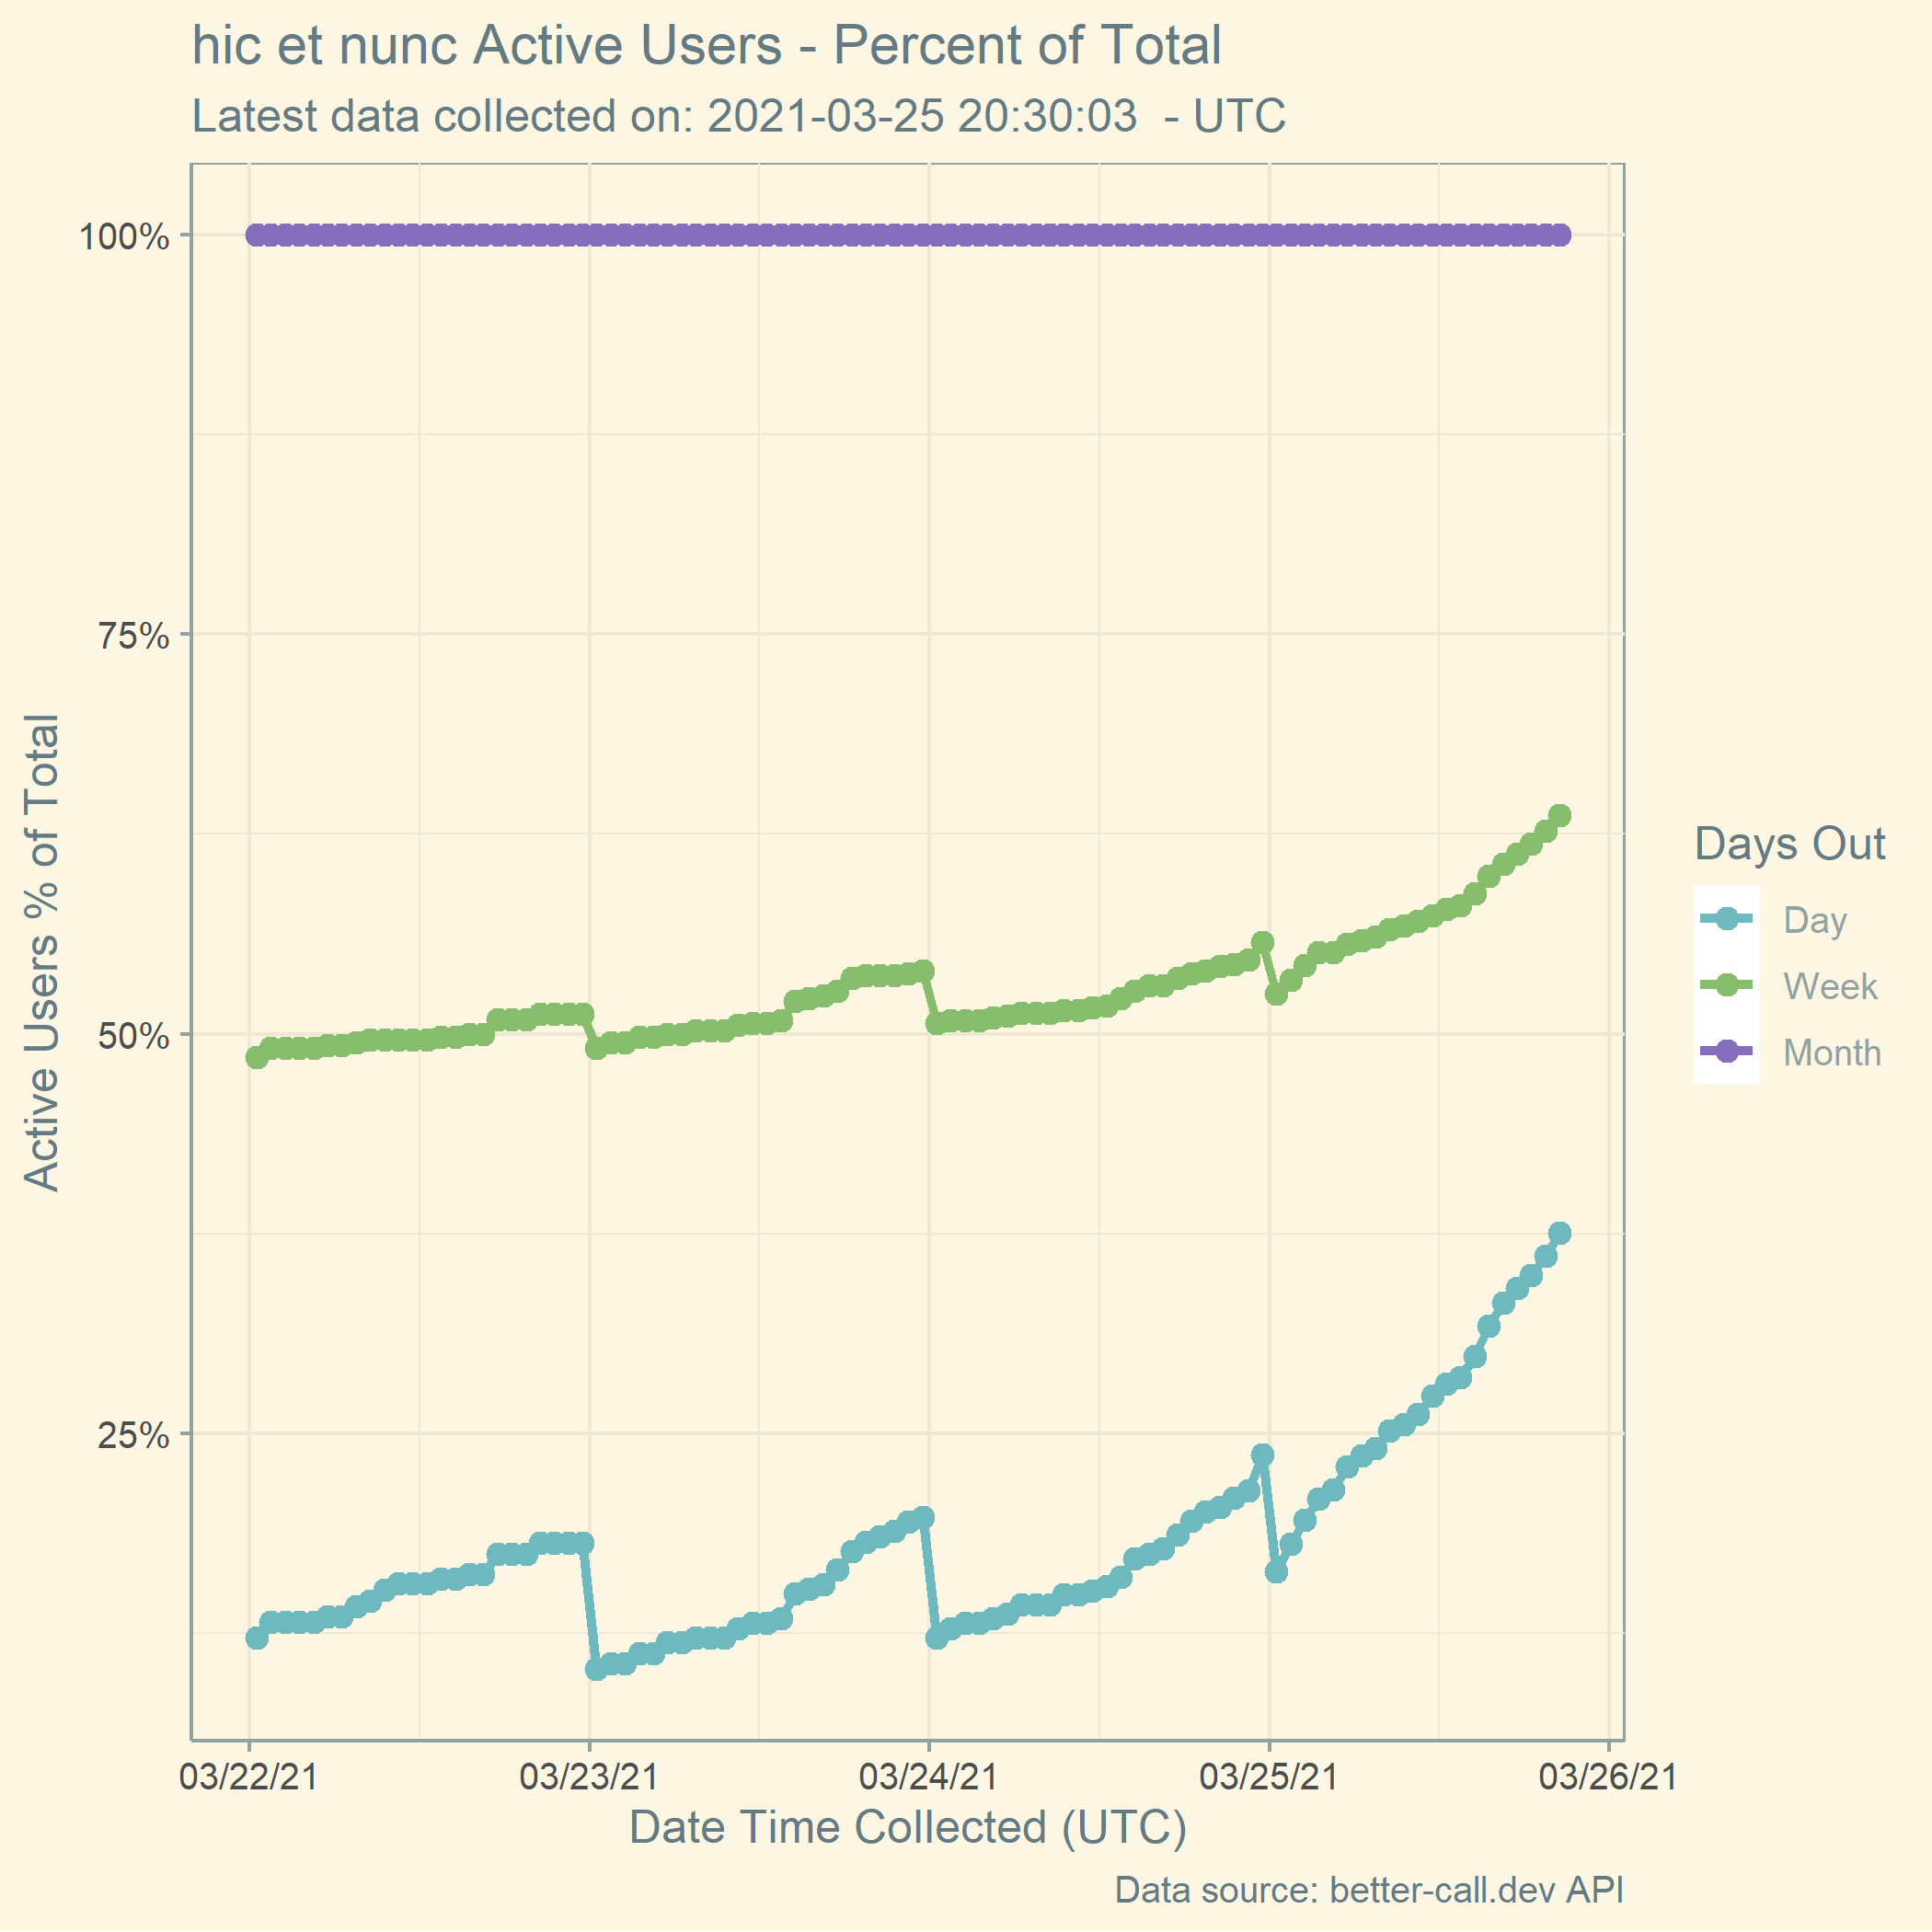 hic et nunc Active Users - Percent of Total
Latest data collected on: 2021-03-25 20:30:03  - UTC
Active Users % of Total
100%
75%
50%
25%
03/22/21 03/23/21 03/24/21 03/25/21 03/26/21
Date Time Collected (UTC)
Days Out
Day
Week
Month
Data source: better-call.dev API